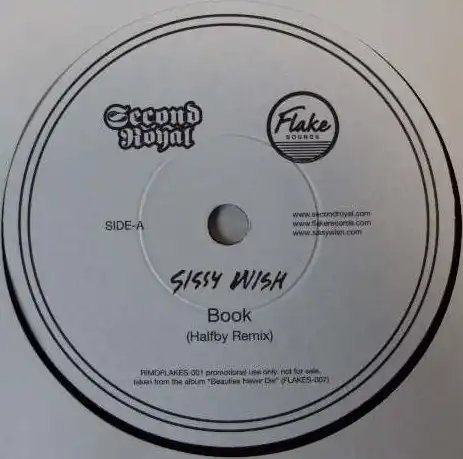 Second
Royal
Flake
SOUNDS
SIDE-A
www.secondroyal.com
www.flakerecords.com
www.sissywish.com
SISSY WISH
Book
(Halfby Remix)
RIMOFLAKES-001 promotional use only, not for sale,
taken from the album "Beauties Never Die" (FLAKES-007)